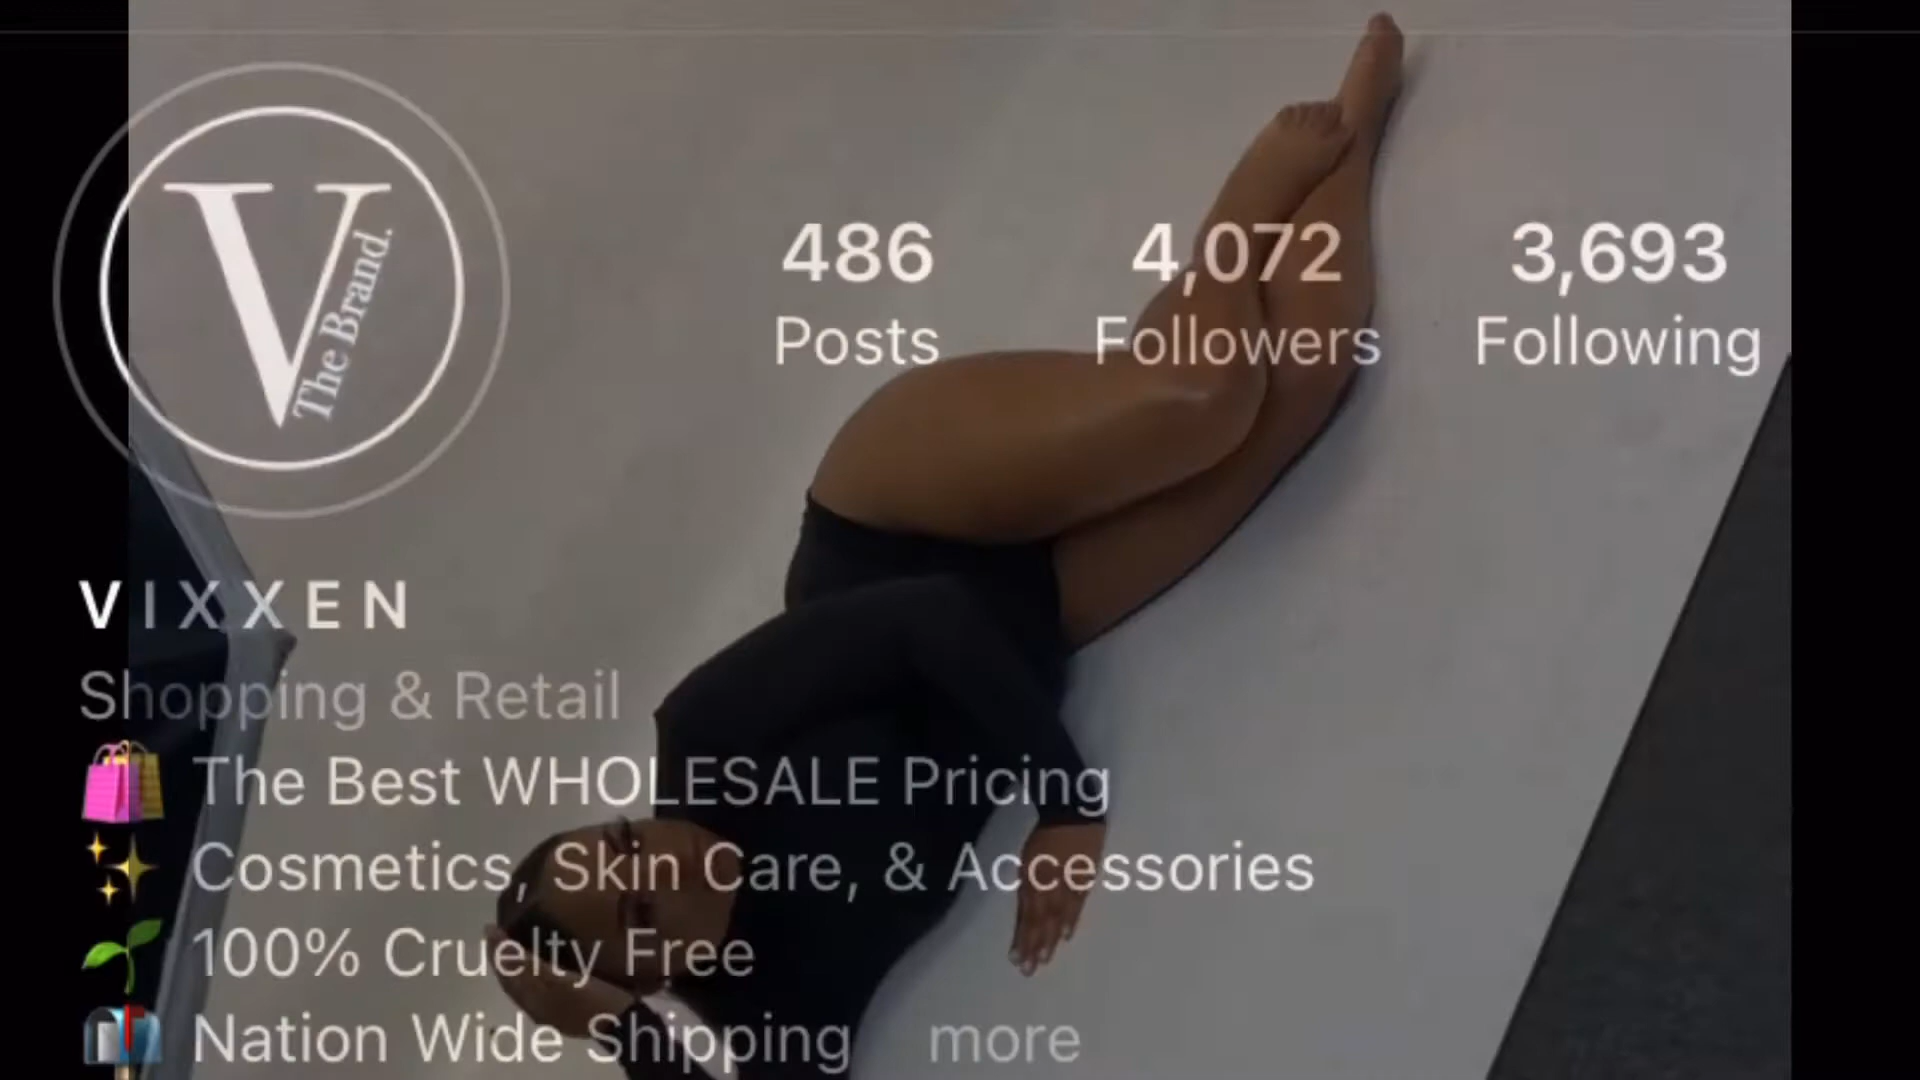 V
The Brand.
486 4,072 3,693
Posts Followers Following
VIXXEN
Shopping & Retail
The Best WHOLESALE Pricing
Cosmetics, Skin Care, & Accessories
100% Cruelty Free
Nation Wide Shipping more